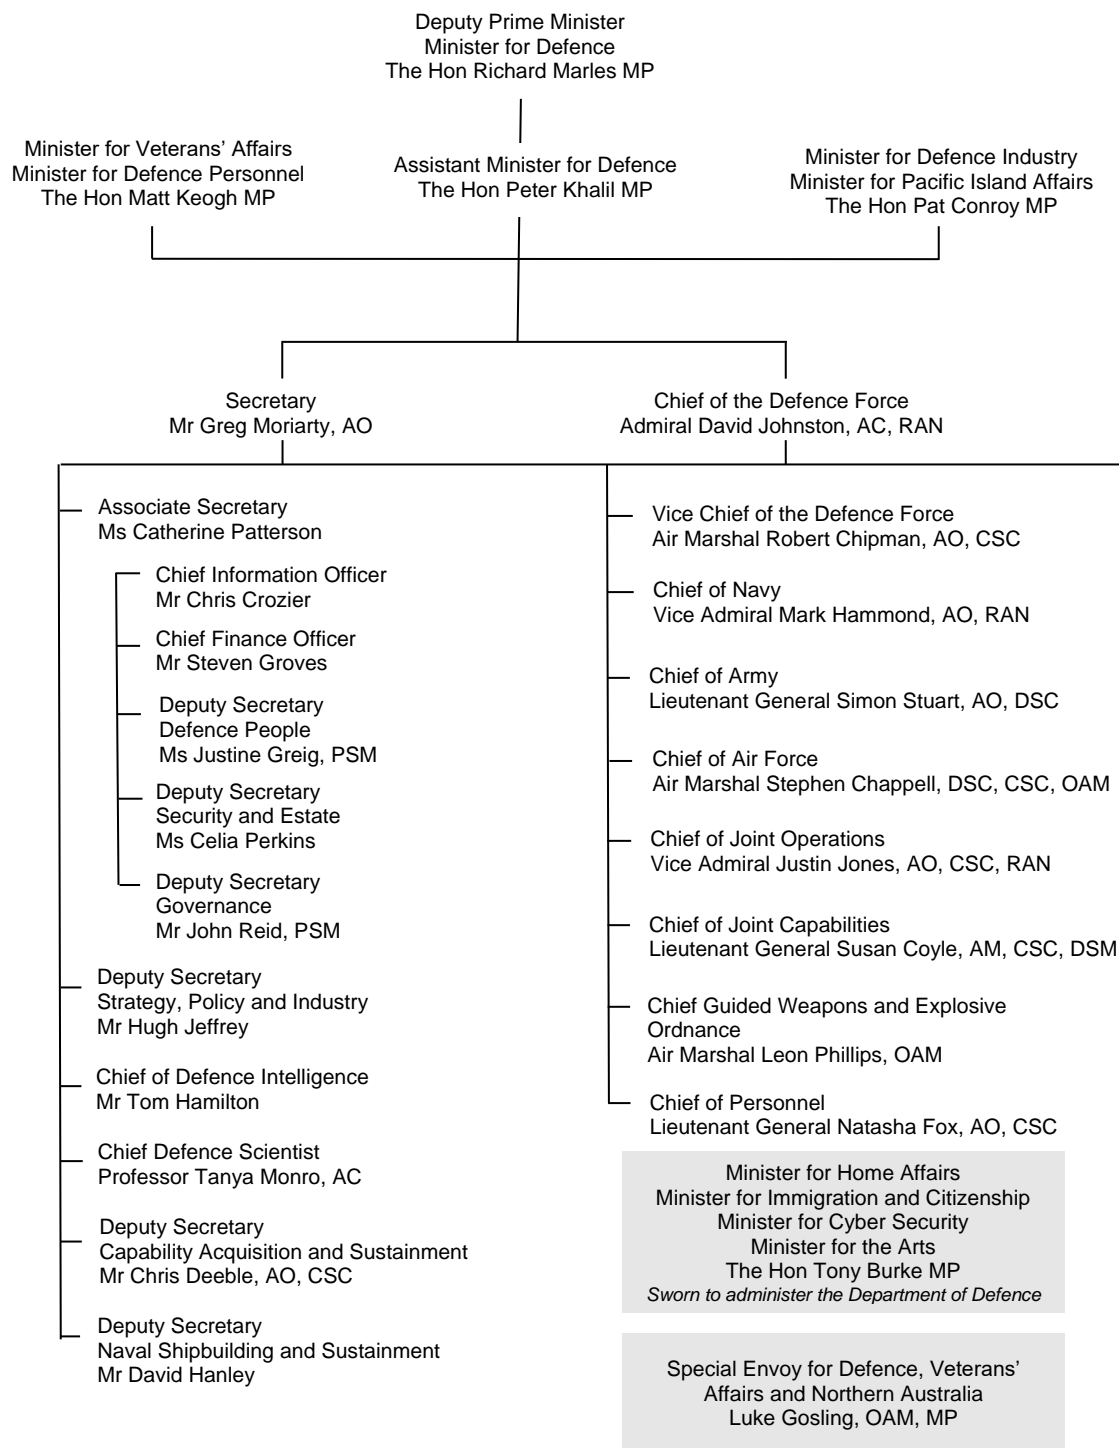 Deputy Prime Minister
Minister for Defence
The Hon Richard Marles MP
Minister for Veterans’ Affairs
Minister for Defence Personnel
The Hon Matt Keogh MP
Assistant Minister for Defence
The Hon Peter Khalil MP
Minister for Defence Industry
Minister for Pacific Island Affairs
The Hon Pat Conroy MP
Secretary
Mr Greg Moriarty, AO
Chief of the Defence Force
Admiral David Johnston, AC, RAN
Associate Secretary
Ms Catherine Patterson
Chief Information Officer
Mr Chris Crozier
Chief Finance Officer
Mr Steven Groves
Deputy Secretary
Defence People
Ms Justine Greig, PSM
Deputy Secretary
Security and Estate
Ms Celia Perkins
Deputy Secretary
Governance
Mr John Reid, PSM
Deputy Secretary
Strategy, Policy and Industry
Mr Hugh Jeffrey
Chief of Defence Intelligence
Mr Tom Hamilton
Chief Defence Scientist
Professor Tanya Monro, AC
Deputy Secretary
Capability Acquisition and Sustainment
Mr Chris Deeble, AO, CSC
Deputy Secretary
Naval Shipbuilding and Sustainment
Mr David Hanley
Vice Chief of the Defence Force
Air Marshal Robert Chipman, AO, CSC
Chief of Navy
Vice Admiral Mark Hammond, AO, RAN
Chief of Army
Lieutenant General Simon Stuart, AO, DSC
Chief of Air Force
Air Marshal Stephen Chappell, DSC, CSC, OAM
Chief of Joint Operations
Vice Admiral Justin Jones, AO, CSC, RAN
Chief of Joint Capabilities
Lieutenant General Susan Coyle, AM, CSC, DSM
Chief Guided Weapons and Explosive
Ordnance
Air Marshal Leon Phillips, OAM
Chief of Personnel
Lieutenant General Natasha Fox, AO, CSC
Minister for Home Affairs
Minister for Immigration and Citizenship
Minister for Cyber Security
Minister for the Arts
The Hon Tony Burke MP
Sworn to administer the Department of Defence
Special Envoy for Defence, Veterans’
Affairs and Northern Australia
Luke Gosling, OAM, MP